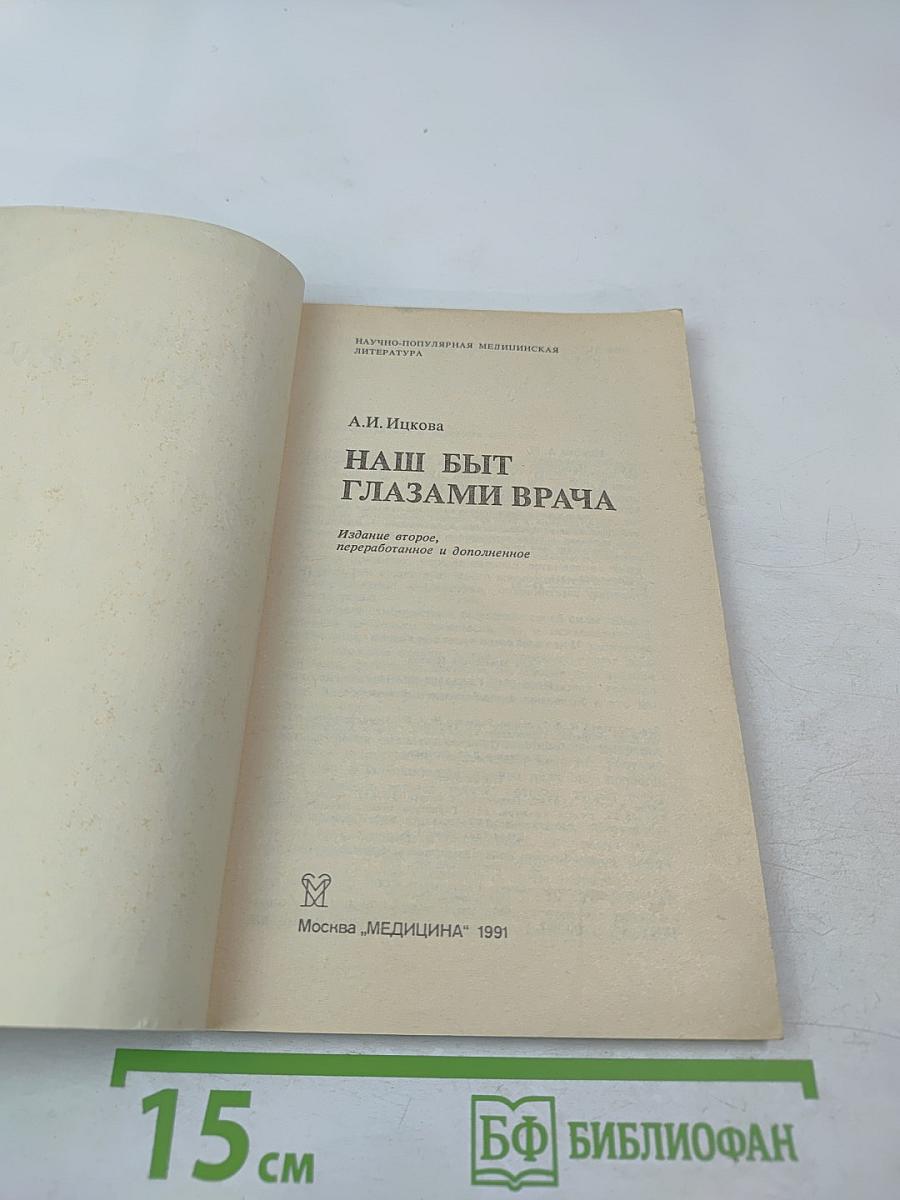 НАУЧНО-ПОПУЛЯРНАЯ МЕДИЦИНСКАЯ
ЛИТЕРАТУРА
А.И. Ицкова
НАШ БЫТ
ГЛАЗАМИ ВРАЧА
Издание второе,
переработанное и дополненное
Москва „МЕДИЦИНА“ 1991
15 см
БФ БИБЛИОФАН